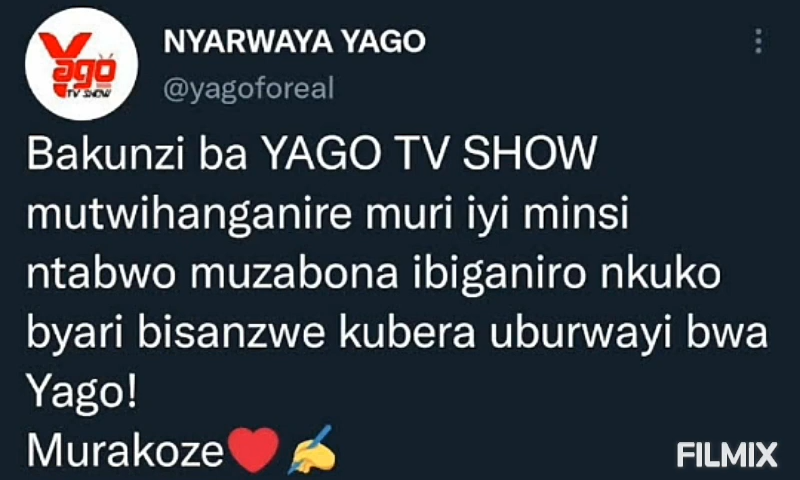 Yago
TV SHOW
NYARWAYA YAGO
@yagoforeal
Bakunzi ba YAGO TV SHOW
mutwihanganire muri iyi minsi
ntabwo muzabona ibiganiro nkuko
byari bisanzwe kubera uburwayi bwa
Yago!
Murakoze❤️✍️
FILMIX